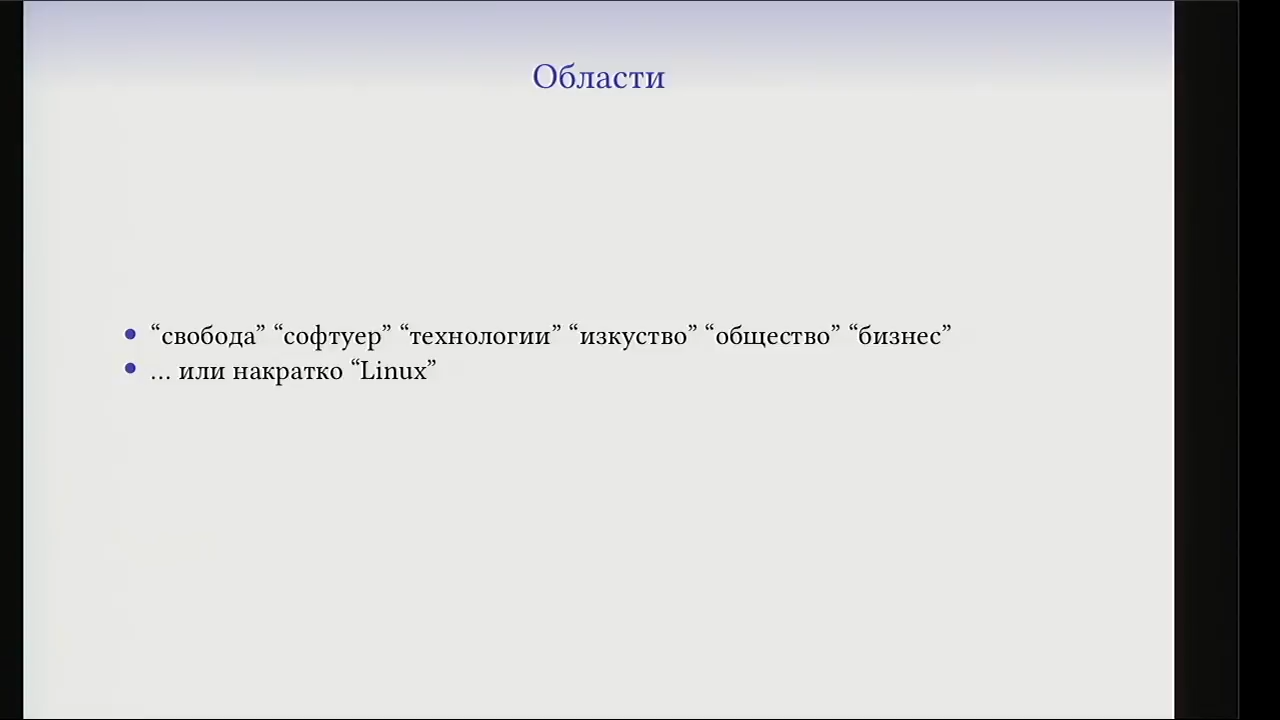 Области
“свобода” “софтуер” “технологии” “изкуство” “общество” “бизнес”
... или накратко “Linux”